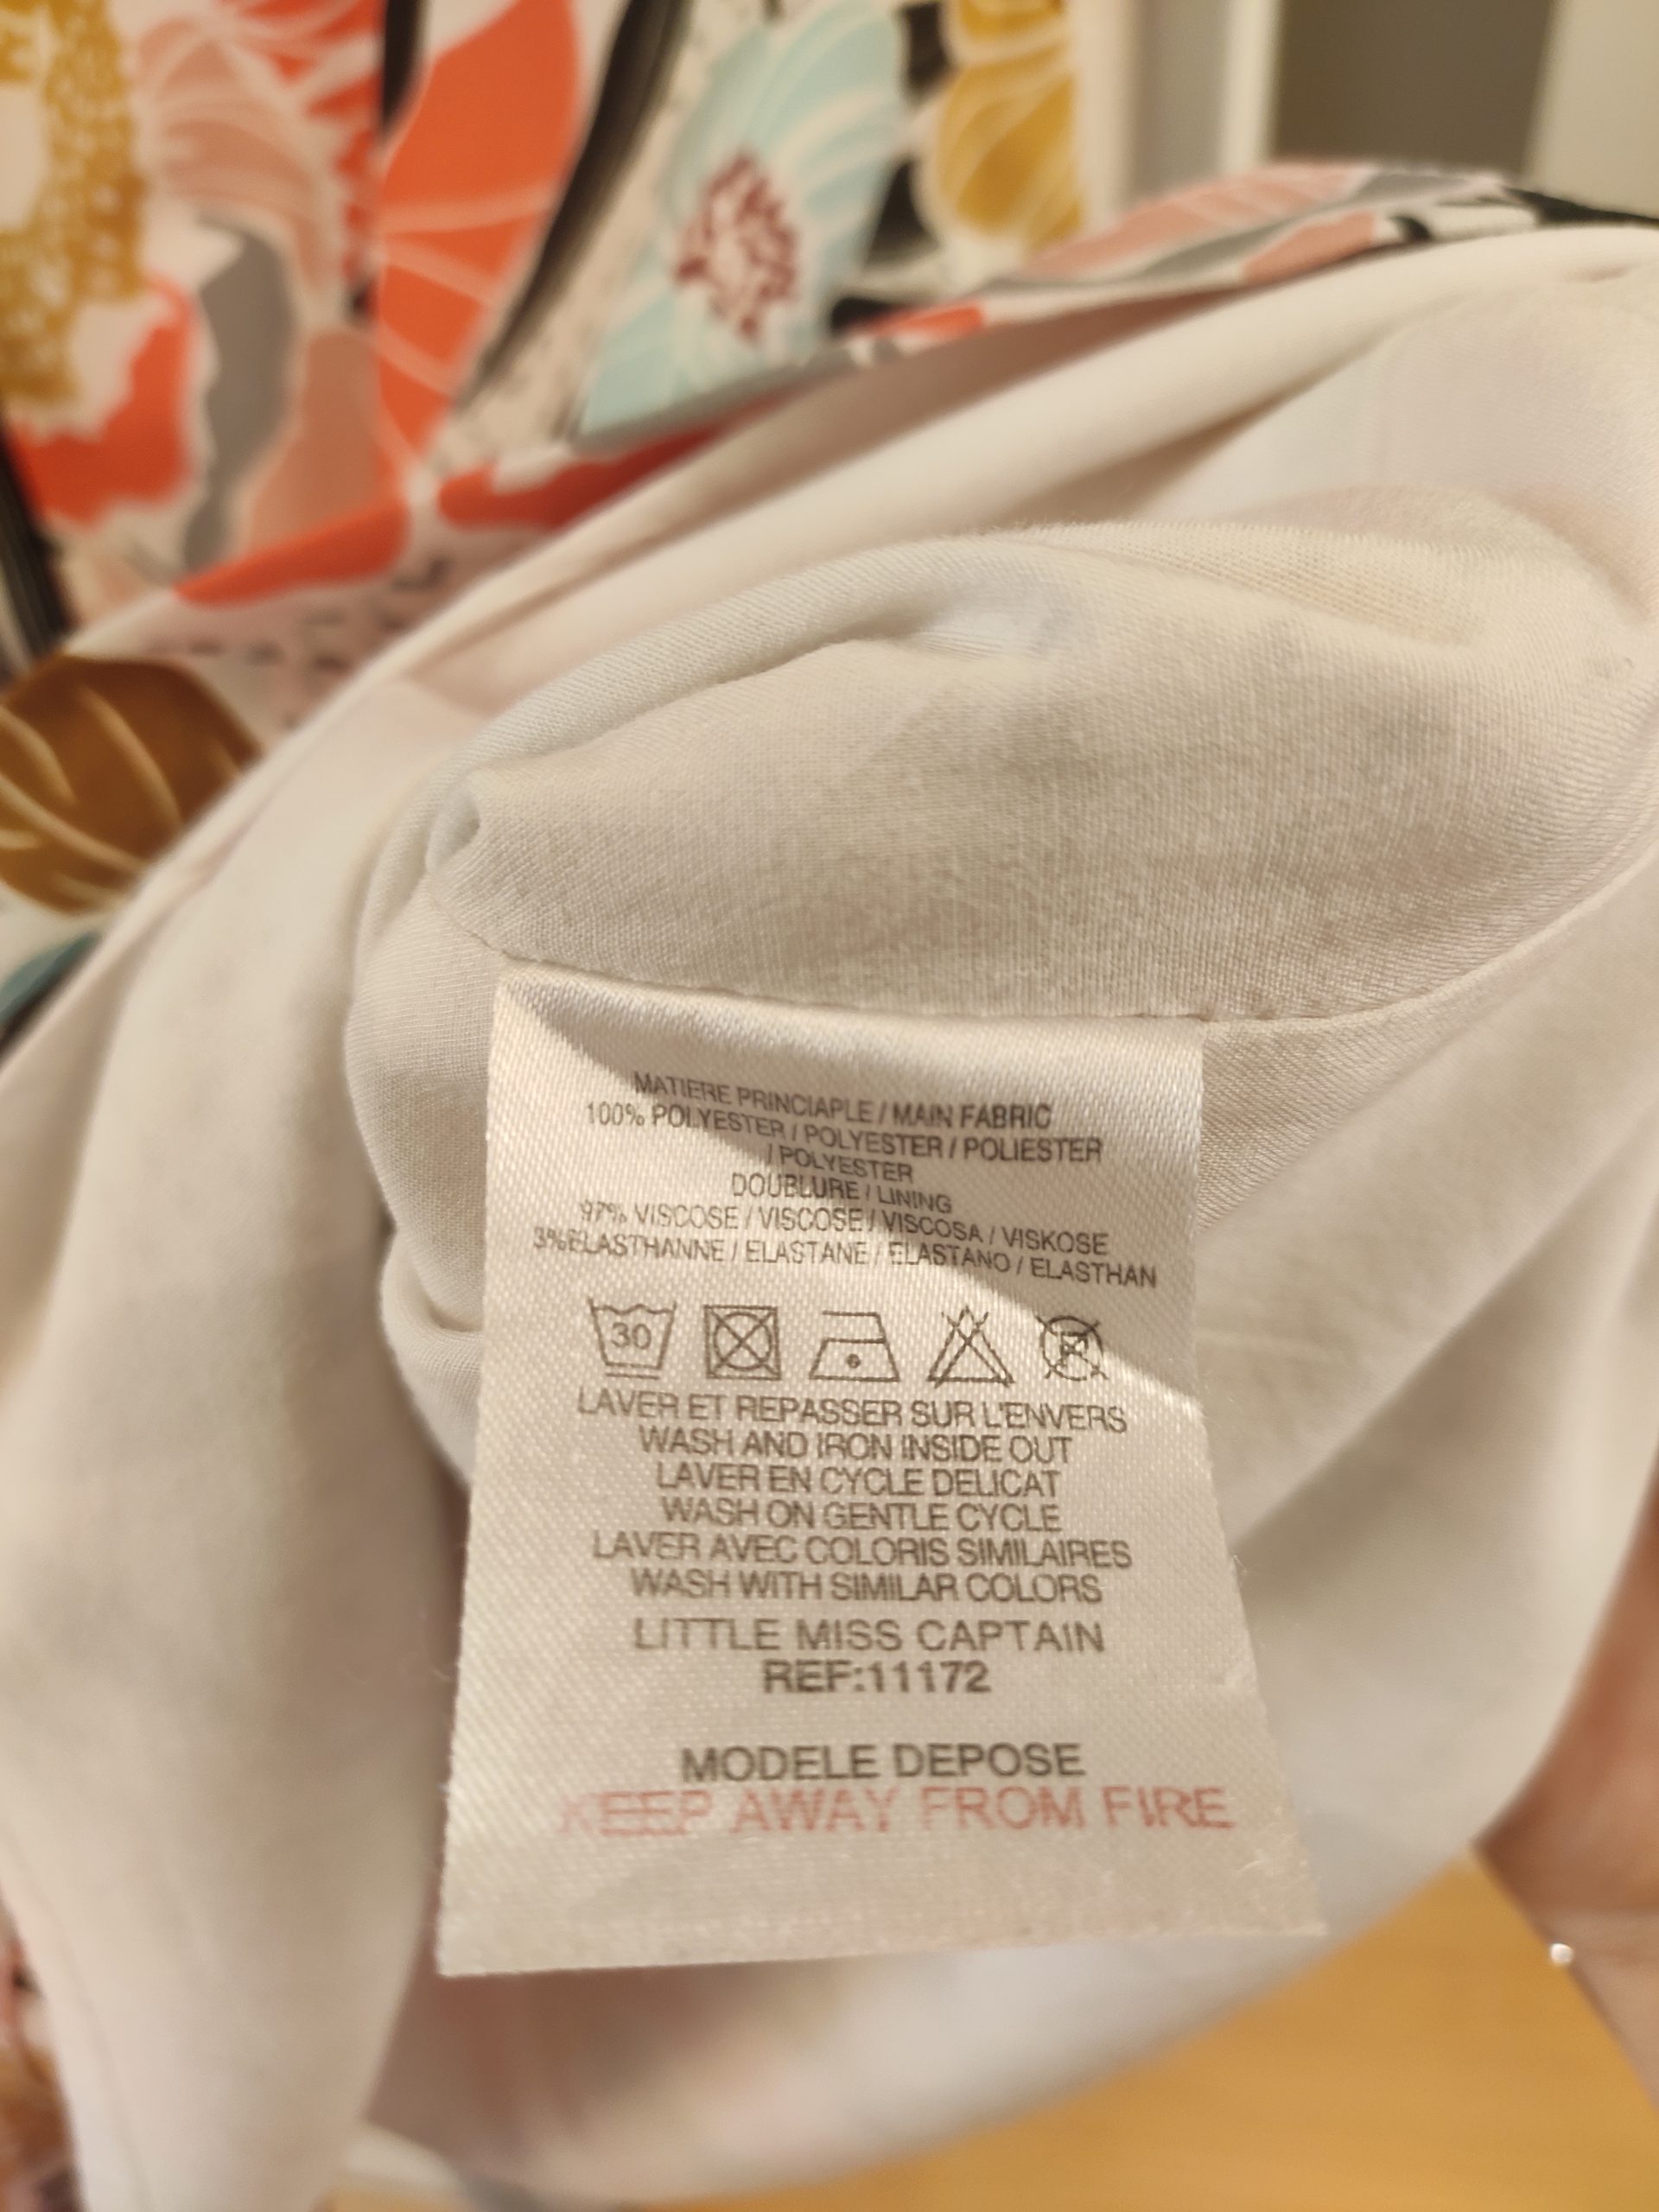 MATIERE PRINCIAPLE / MAIN FABRIC
100% POLYESTER / POLYESTER / POLIESTER
/ POLYESTER
DOUBLURE / LINING
97% VISCOSE / VISCOSE / VISCOSA / VISKOSE
3%ELASTHANNE / ELASTANE / ELASTANO / ELASTHAN
30 P
LAVER ET REPASSER SUR L'ENVERS
WASH AND IRON INSIDE OUT
LAVER EN CYCLE DELICAT
WASH ON GENTLE CYCLE
LAVER AVEC COLORIS SIMILAIRES
WASH WITH SIMILAR COLORS
LITTLE MISS CAPTAIN
REF:11172
MODELE DEPOSE
KEEP AWAY FROM FIRE